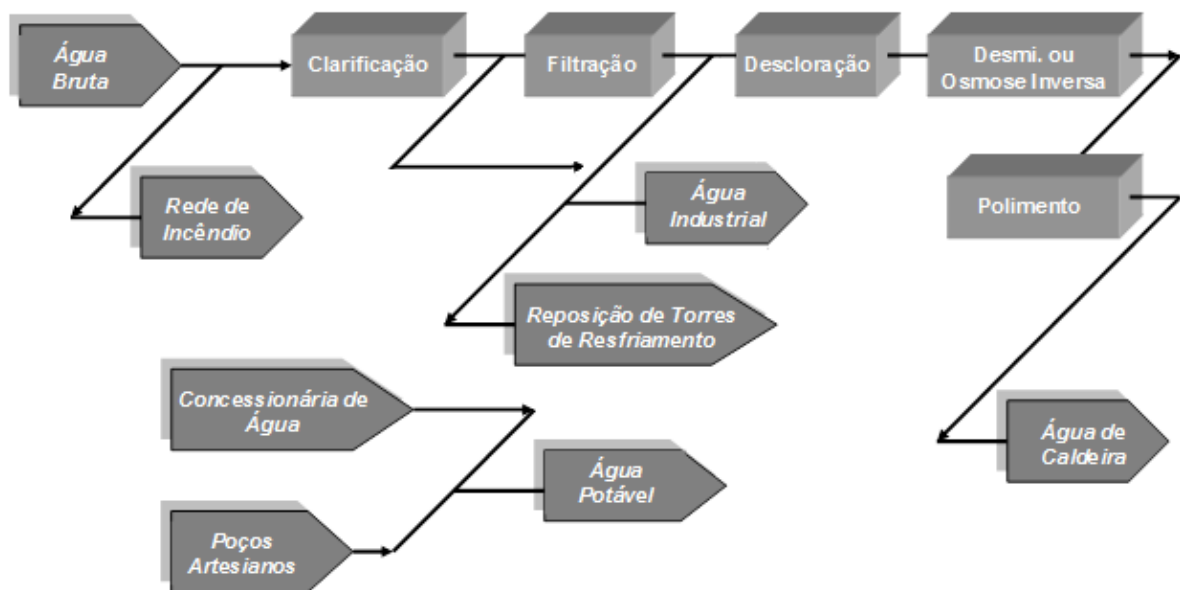 Água
Bruta
Clarificação
Filtração
Descloração
Desmi. ou
Osmose Inversa
Rede de
Incêndio
Água
Industrial
Polimento
Reposição de Torres
de Resfriamento
Concessionária de
Água
Água de
Caldeira
Água
Potável
Poços
Artesianos